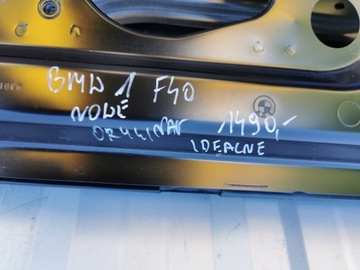 BMW 1 F40
NOWE
ORYGINAŁ 1490,-
IDEALNE